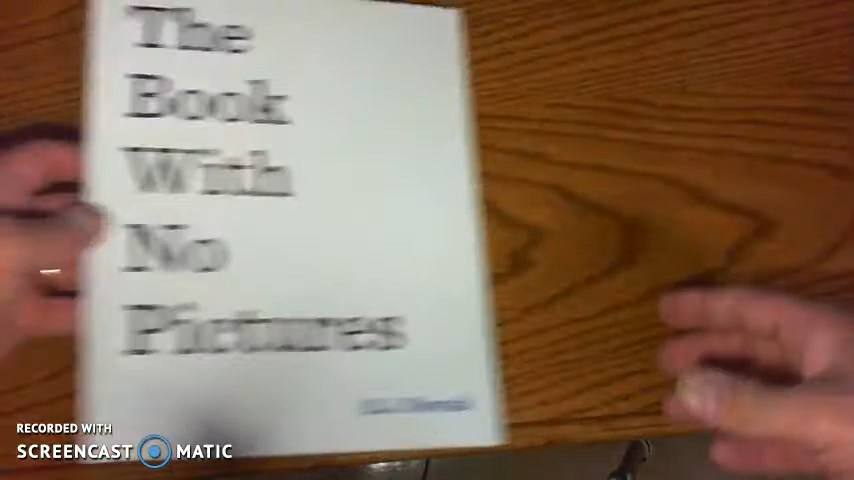 The
Book
With
No
Pictures
RECORDED WITH
SCREENCAST MATIC